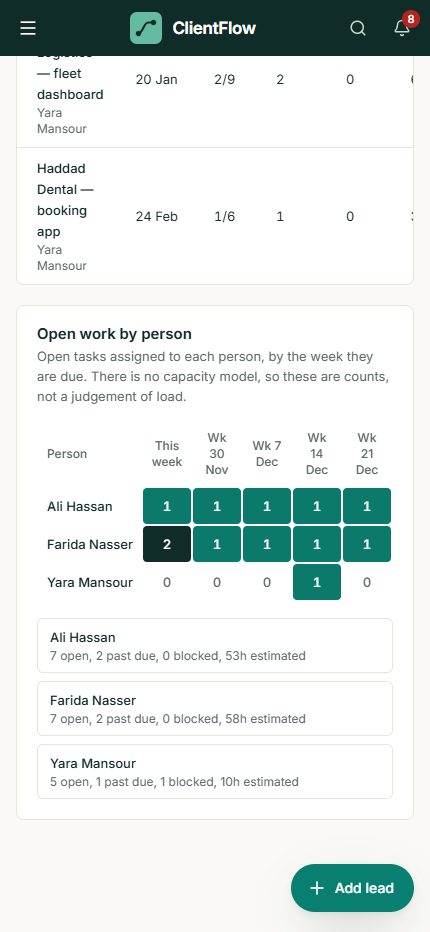 ClientFlow
8
— fleet
dashboard
Yara
Mansour
20 Jan 2/9 2 0
Haddad
Dental —
booking
app
Yara
Mansour
24 Feb 1/6 1 0
Open work by person
Open tasks assigned to each person, by the week they
are due. There is no capacity model, so these are counts,
not a judgement of load.
Person This week Wk 30 Nov Wk 7 Dec Wk 14 Dec Wk 21 Dec
Ali Hassan 1 1 1 1 1
Farida Nasser 2 1 1 1 1
Yara Mansour 0 0 0 1 0
Ali Hassan
7 open, 2 past due, 0 blocked, 53h estimated
Farida Nasser
7 open, 2 past due, 0 blocked, 58h estimated
Yara Mansour
5 open, 1 past due, 1 blocked, 10h estimated
Add lead